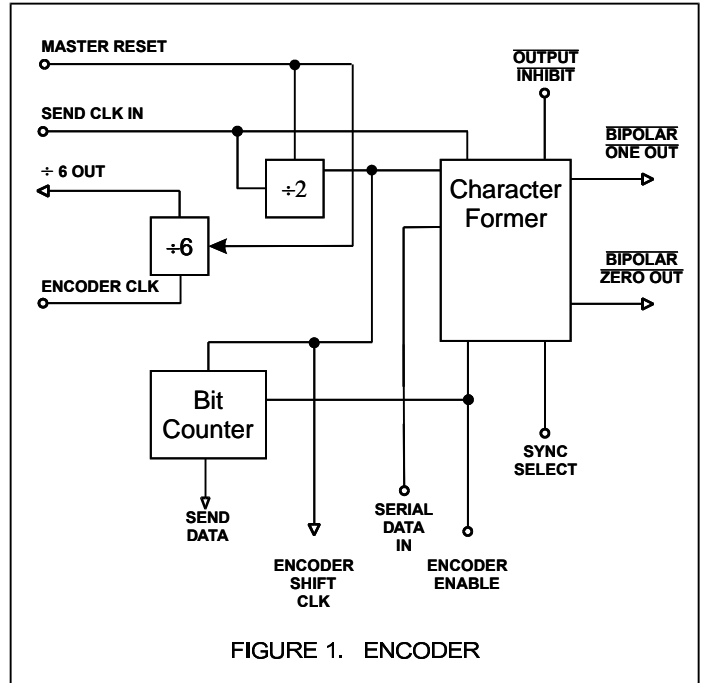 MASTER RESET
OUTPUT
INHIBIT
SEND CLK IN
BIPOLAR
ONE OUT
÷ 6 OUT
÷2
Character
Former
÷6
BIPOLAR
ZERO OUT
ENCODER CLK
Bit
Counter
SYNC
SELECT
SEND
DATA
SERIAL
DATA
IN
ENCODER
SHIFT
CLK
ENCODER
ENABLE
FIGURE 1. ENCODER